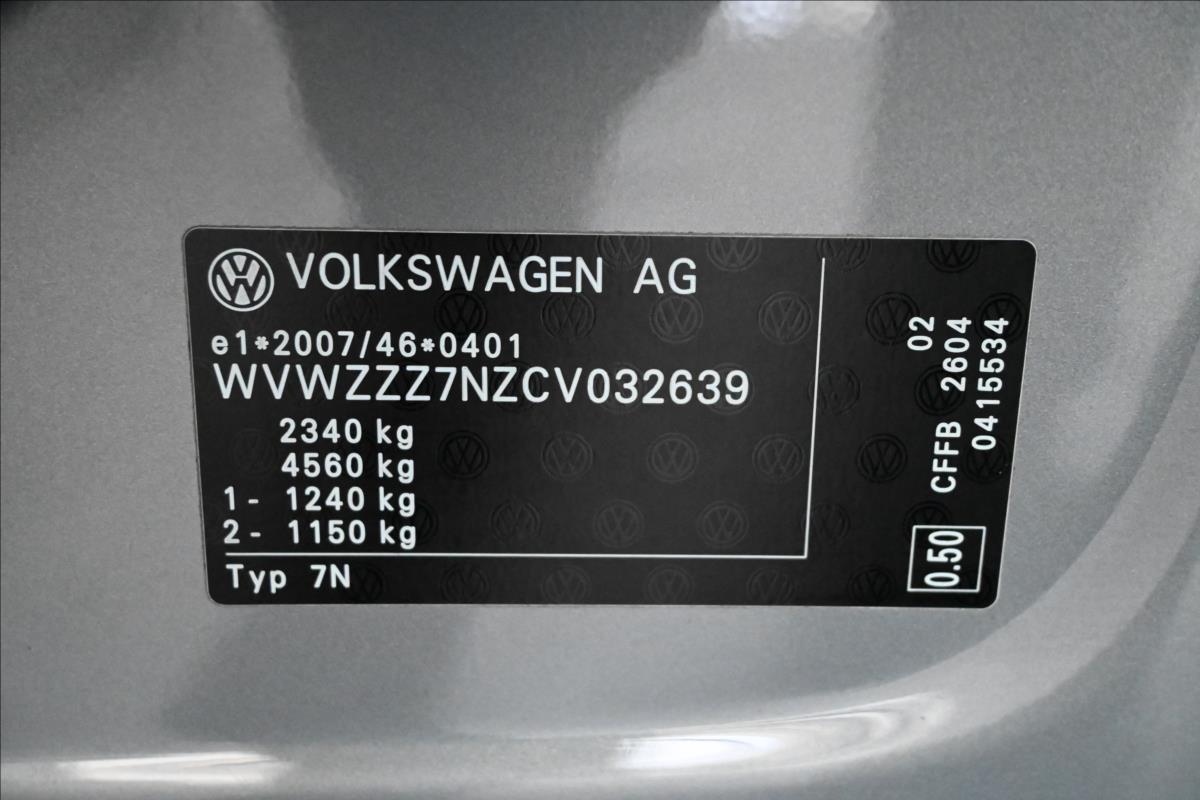 VOLKSWAGEN AG
e1*2007/46*0401
WVWZZZ7NZCV032639
2340 kg
4560 kg
1- 1240 kg
2- 1150 kg
Typ 7N
02
CFFB 2604
0415534
0.50